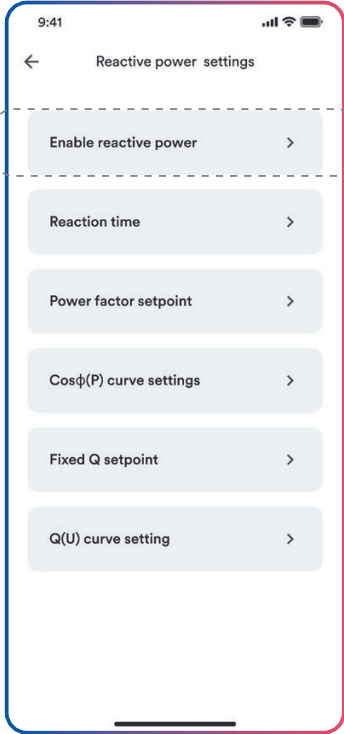 9:41
Reactive power settings
Enable reactive power
Reaction time
Power factor setpoint
Cosϕ(P) curve settings
Fixed Q setpoint
Q(U) curve setting